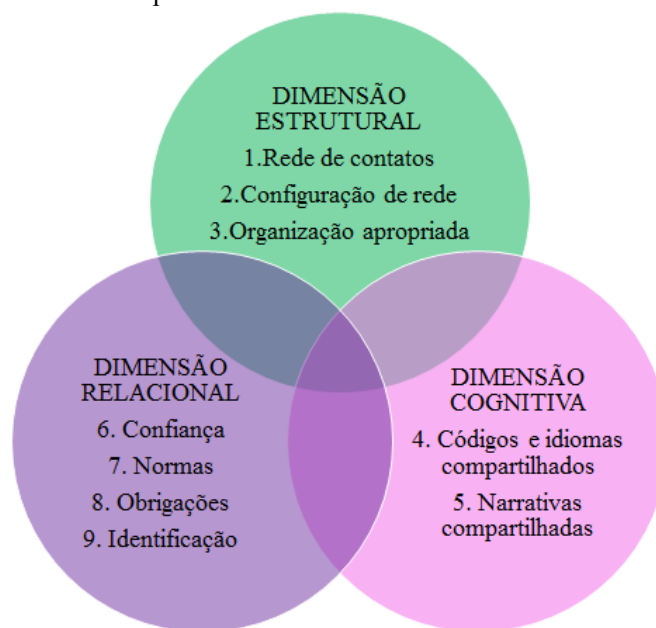 DIMENSÃO
ESTRUTURAL
1.Rede de contatos
2.Configuração de rede
3.Organização apropriada
DIMENSÃO
RELACIONAL
6. Confiança
7. Normas
8. Obrigações
9. Identificação
DIMENSÃO
COGNITIVA
4. Códigos e idiomas
compartilhados
5. Narrativas
compartilhadas